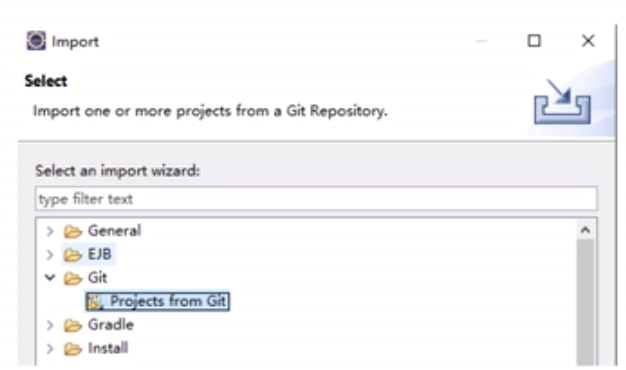 Import
Select
Import one or more projects from a Git Repository.
Select an import wizard:
type filter text
General
EJB
Git
Projects from Git
Gradle
Install